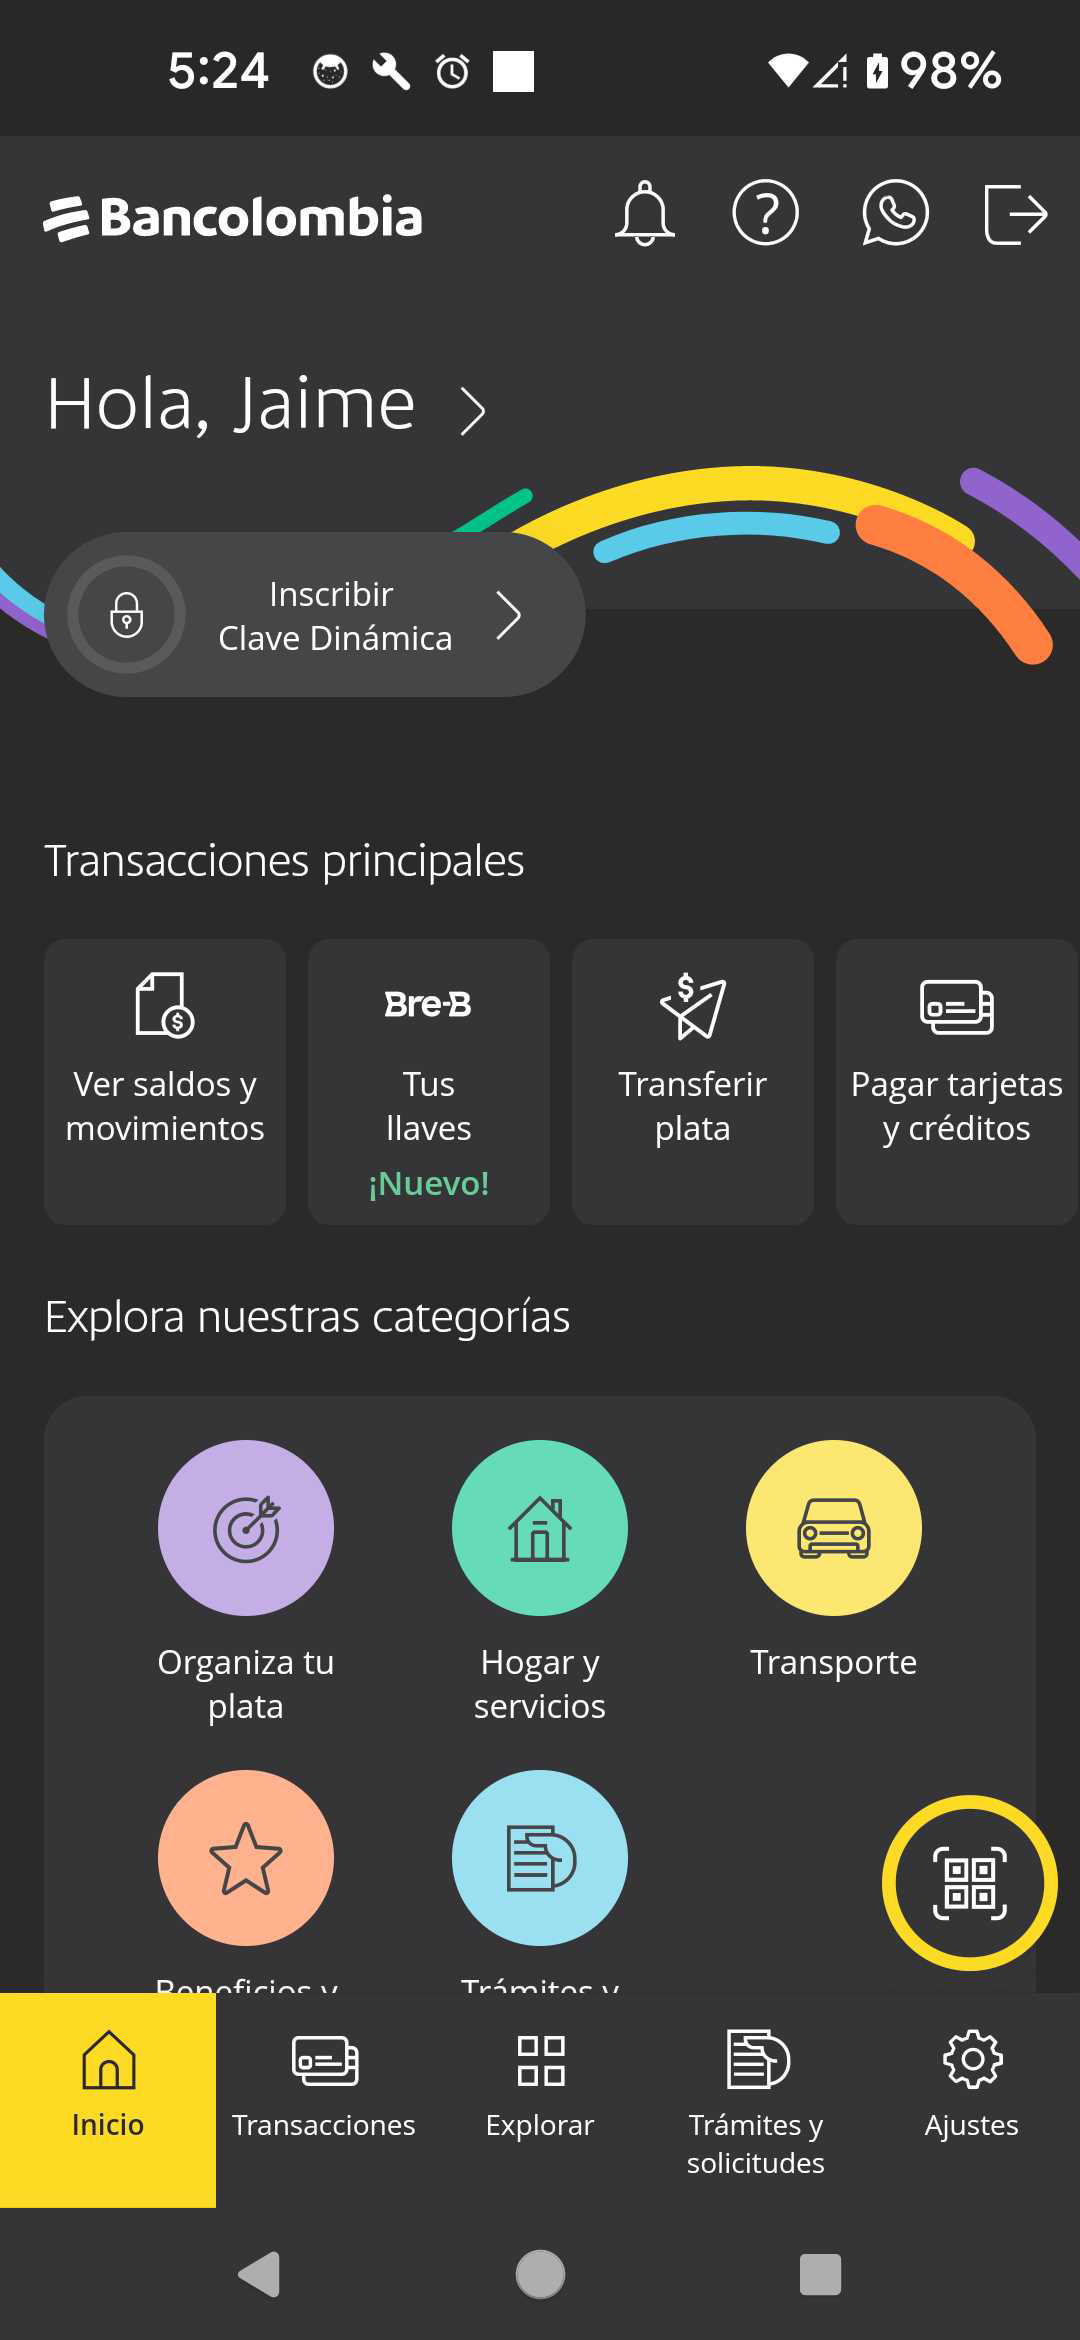 5:24
98%
Bancolombia
Hola, Jaime
Inscribir
Clave Dinámica
Transacciones principales
Ver saldos y
movimientos
Bre-B
Tus
llaves
¡Nuevo!
Transferir
plata
Pagar tarjetas
y créditos
Explora nuestras categorías
Organiza tu
plata
Hogar y
servicios
Transporte
Beneficios y
Trámites y
Inicio
Transacciones
Explorar
Trámites y
solicitudes
Ajustes